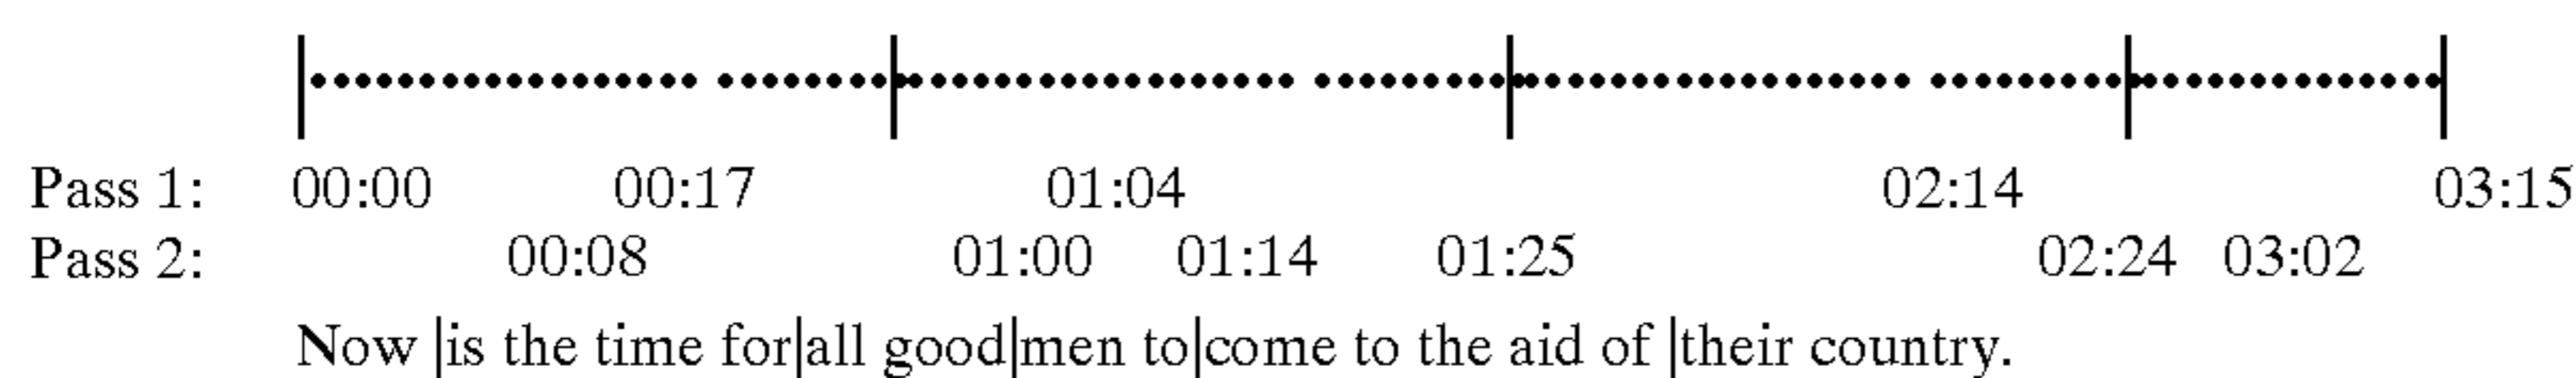 Pass 1: 00:00 00:17 01:04 02:14 03:15
Pass 2: 00:08 01:00 01:14 01:25 02:24 03:02
Now |is the time for|all good|men to|come to the aid of |their country.